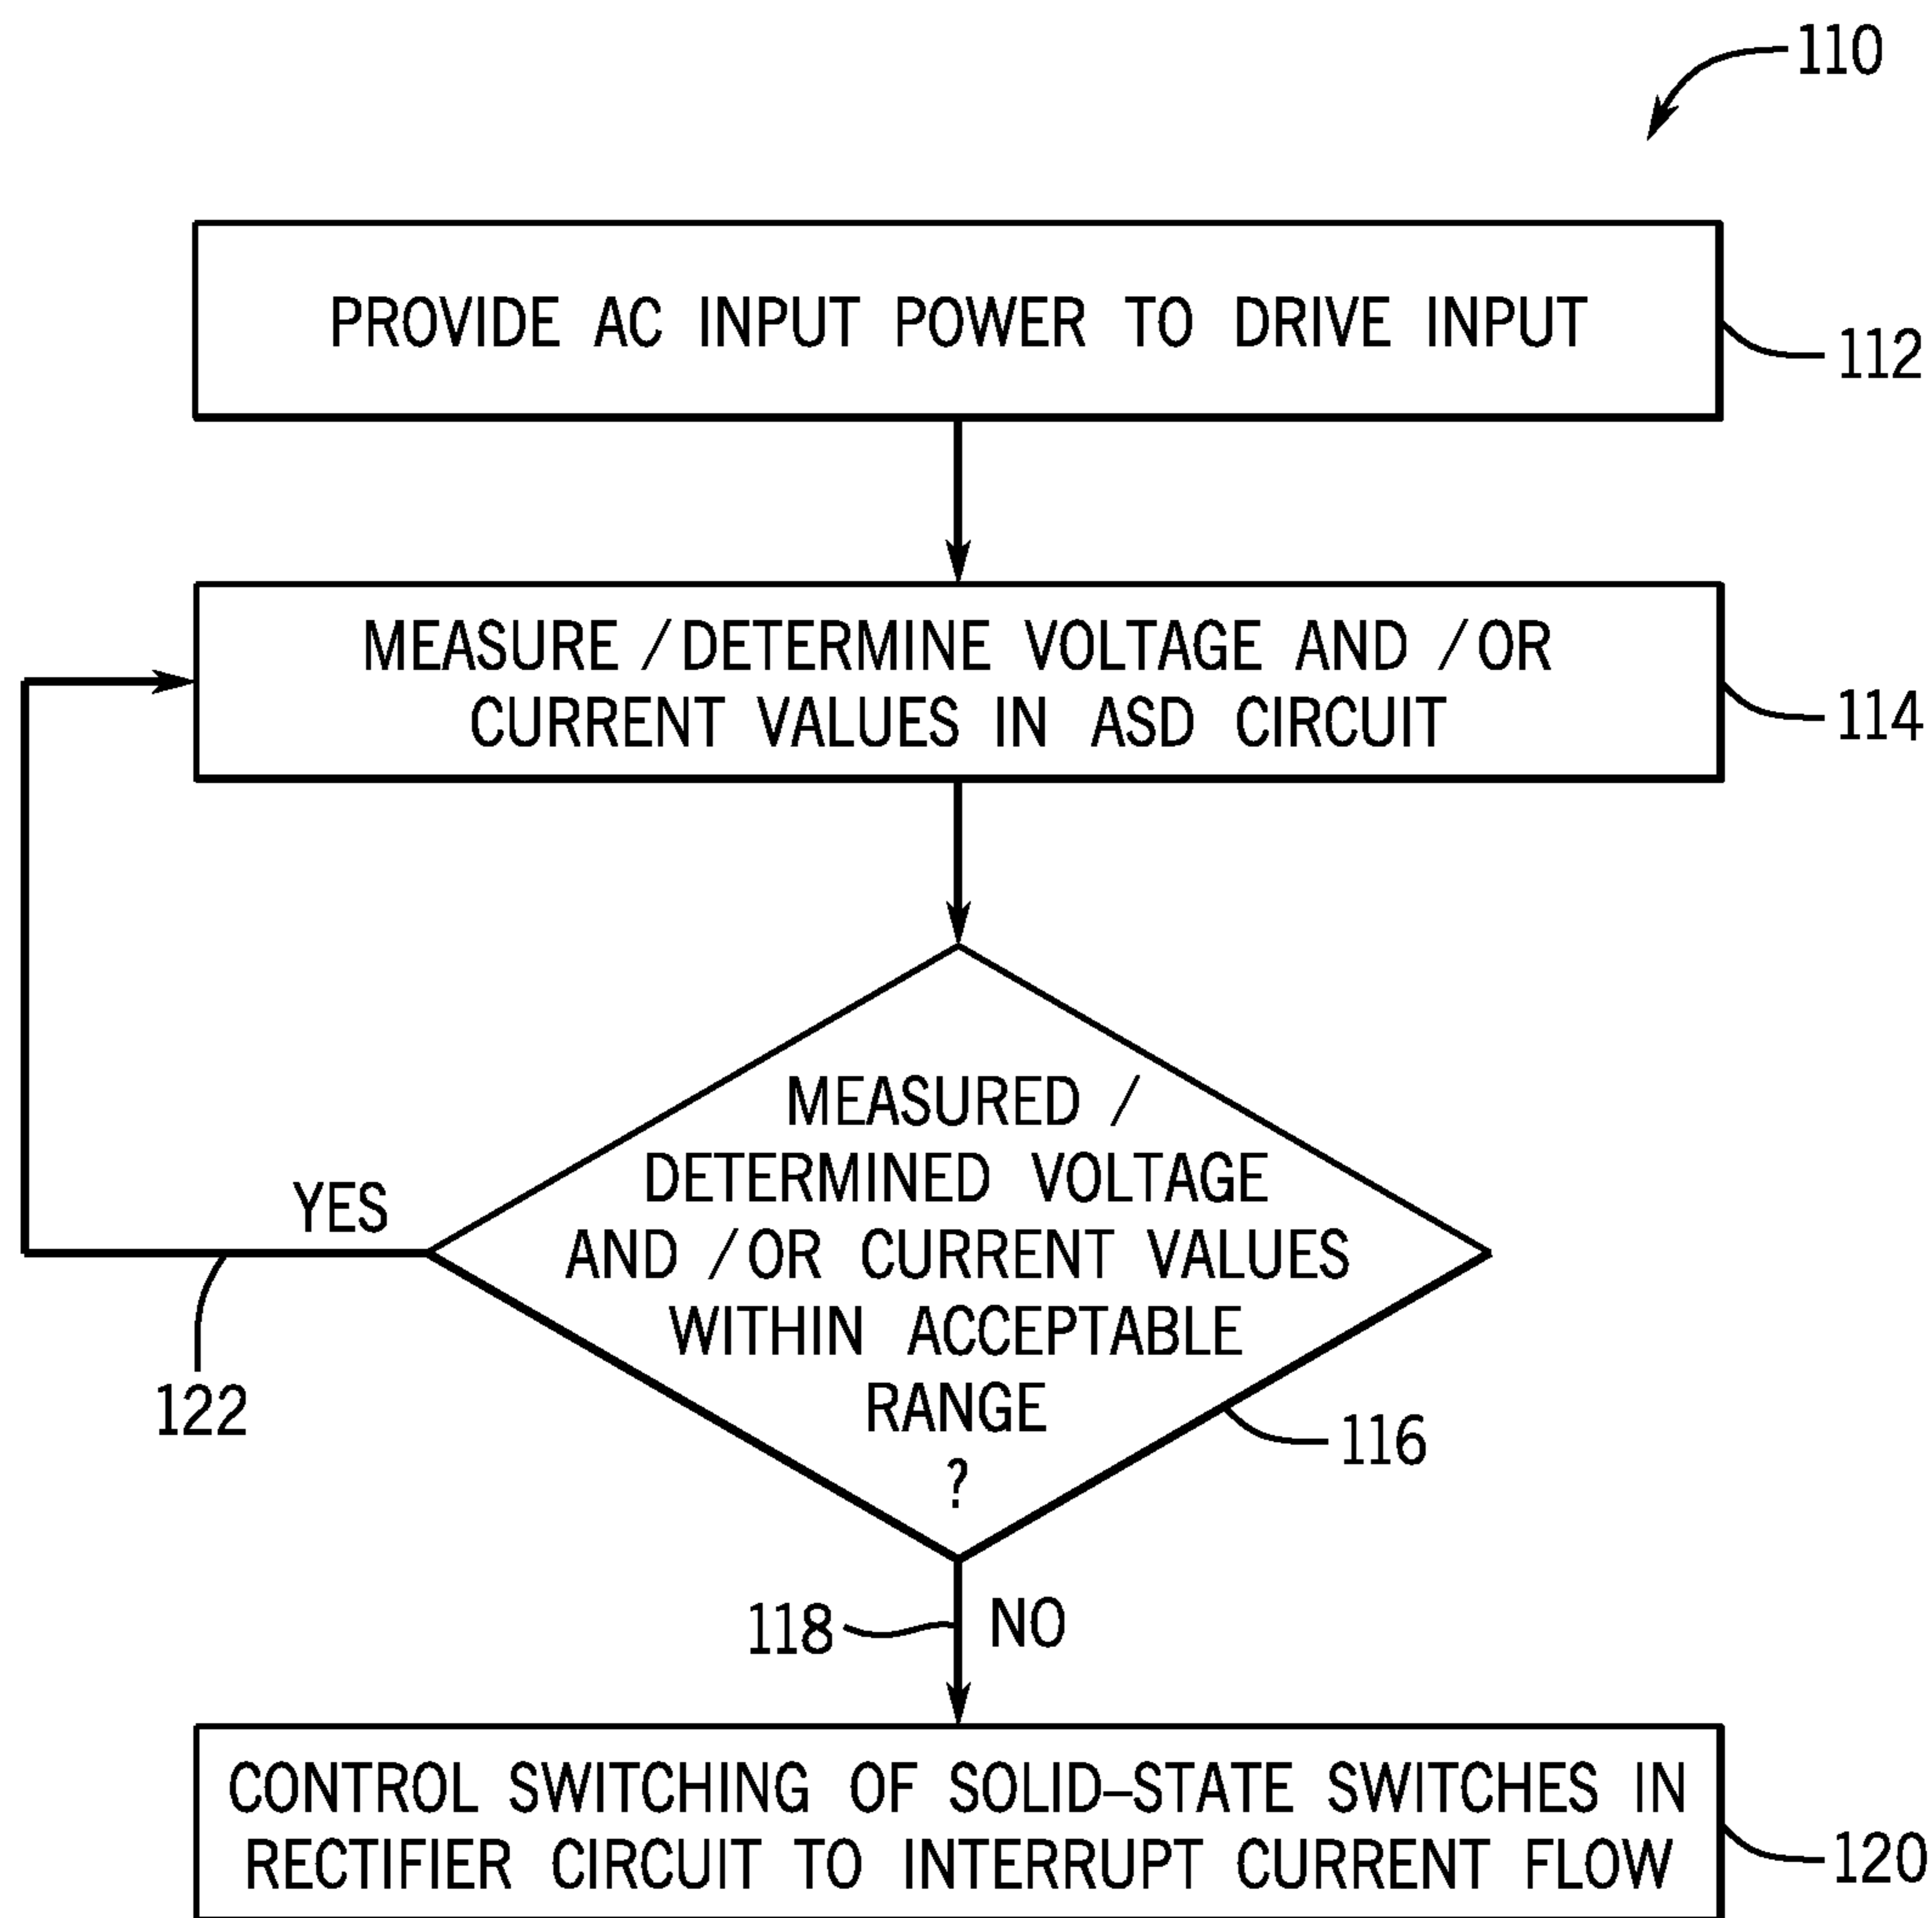 110
PROVIDE AC INPUT POWER TO DRIVE INPUT
112
MEASURE /DETERMINE VOLTAGE AND /OR
CURRENT VALUES IN ASD CIRCUIT
114
MEASURED /
DETERMINED VOLTAGE
AND /OR CURRENT VALUES
WITHIN ACCEPTABLE
RANGE
?
116
YES
122
118
NO
CONTROL SWITCHING OF SOLID–STATE SWITCHES IN
RECTIFIER CIRCUIT TO INTERRUPT CURRENT FLOW
120